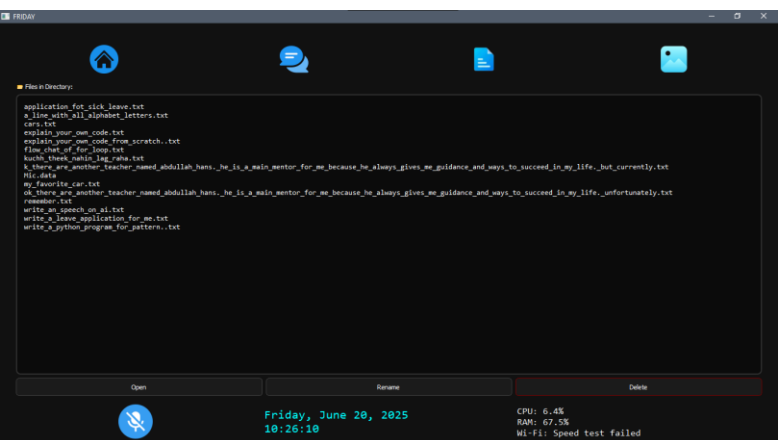 FRIDAY
Files in Directory:
application_fot_sick_leave.txt
a_line_with_all_alphabet_letters.txt
cars.txt
explain_your_own_code.txt
explain_your_own_code_from_scratch..txt
flow_chat_of_for_loop.txt
kuchh_theek_nahin_lag_raha.txt
k_there_are_another_teacher_named_abdullah_hans._he_is_a_main_mentor_for_me_because_he_always_gives_me_guidance_and_ways_to_succeed_in_my_life._but_currently.txt
Mic.data
my_favorite_car.txt
ok_there_are_another_teacher_named_abdullah_hans._he_is_a_main_mentor_for_me_because_he_always_gives_me_guidance_and_ways_to_succeed_in_my_life._unfortunately.txt
remember.txt
write_an_speech_on_ai.txt
write_a_leave_application_for_me.txt
write_a_python_program_for_pattern..txt
Open
Rename
Delete
Friday, June 20, 2025
10:26:10
CPU: 6.4%
RAM: 67.5%
Wi-Fi: Speed test failed